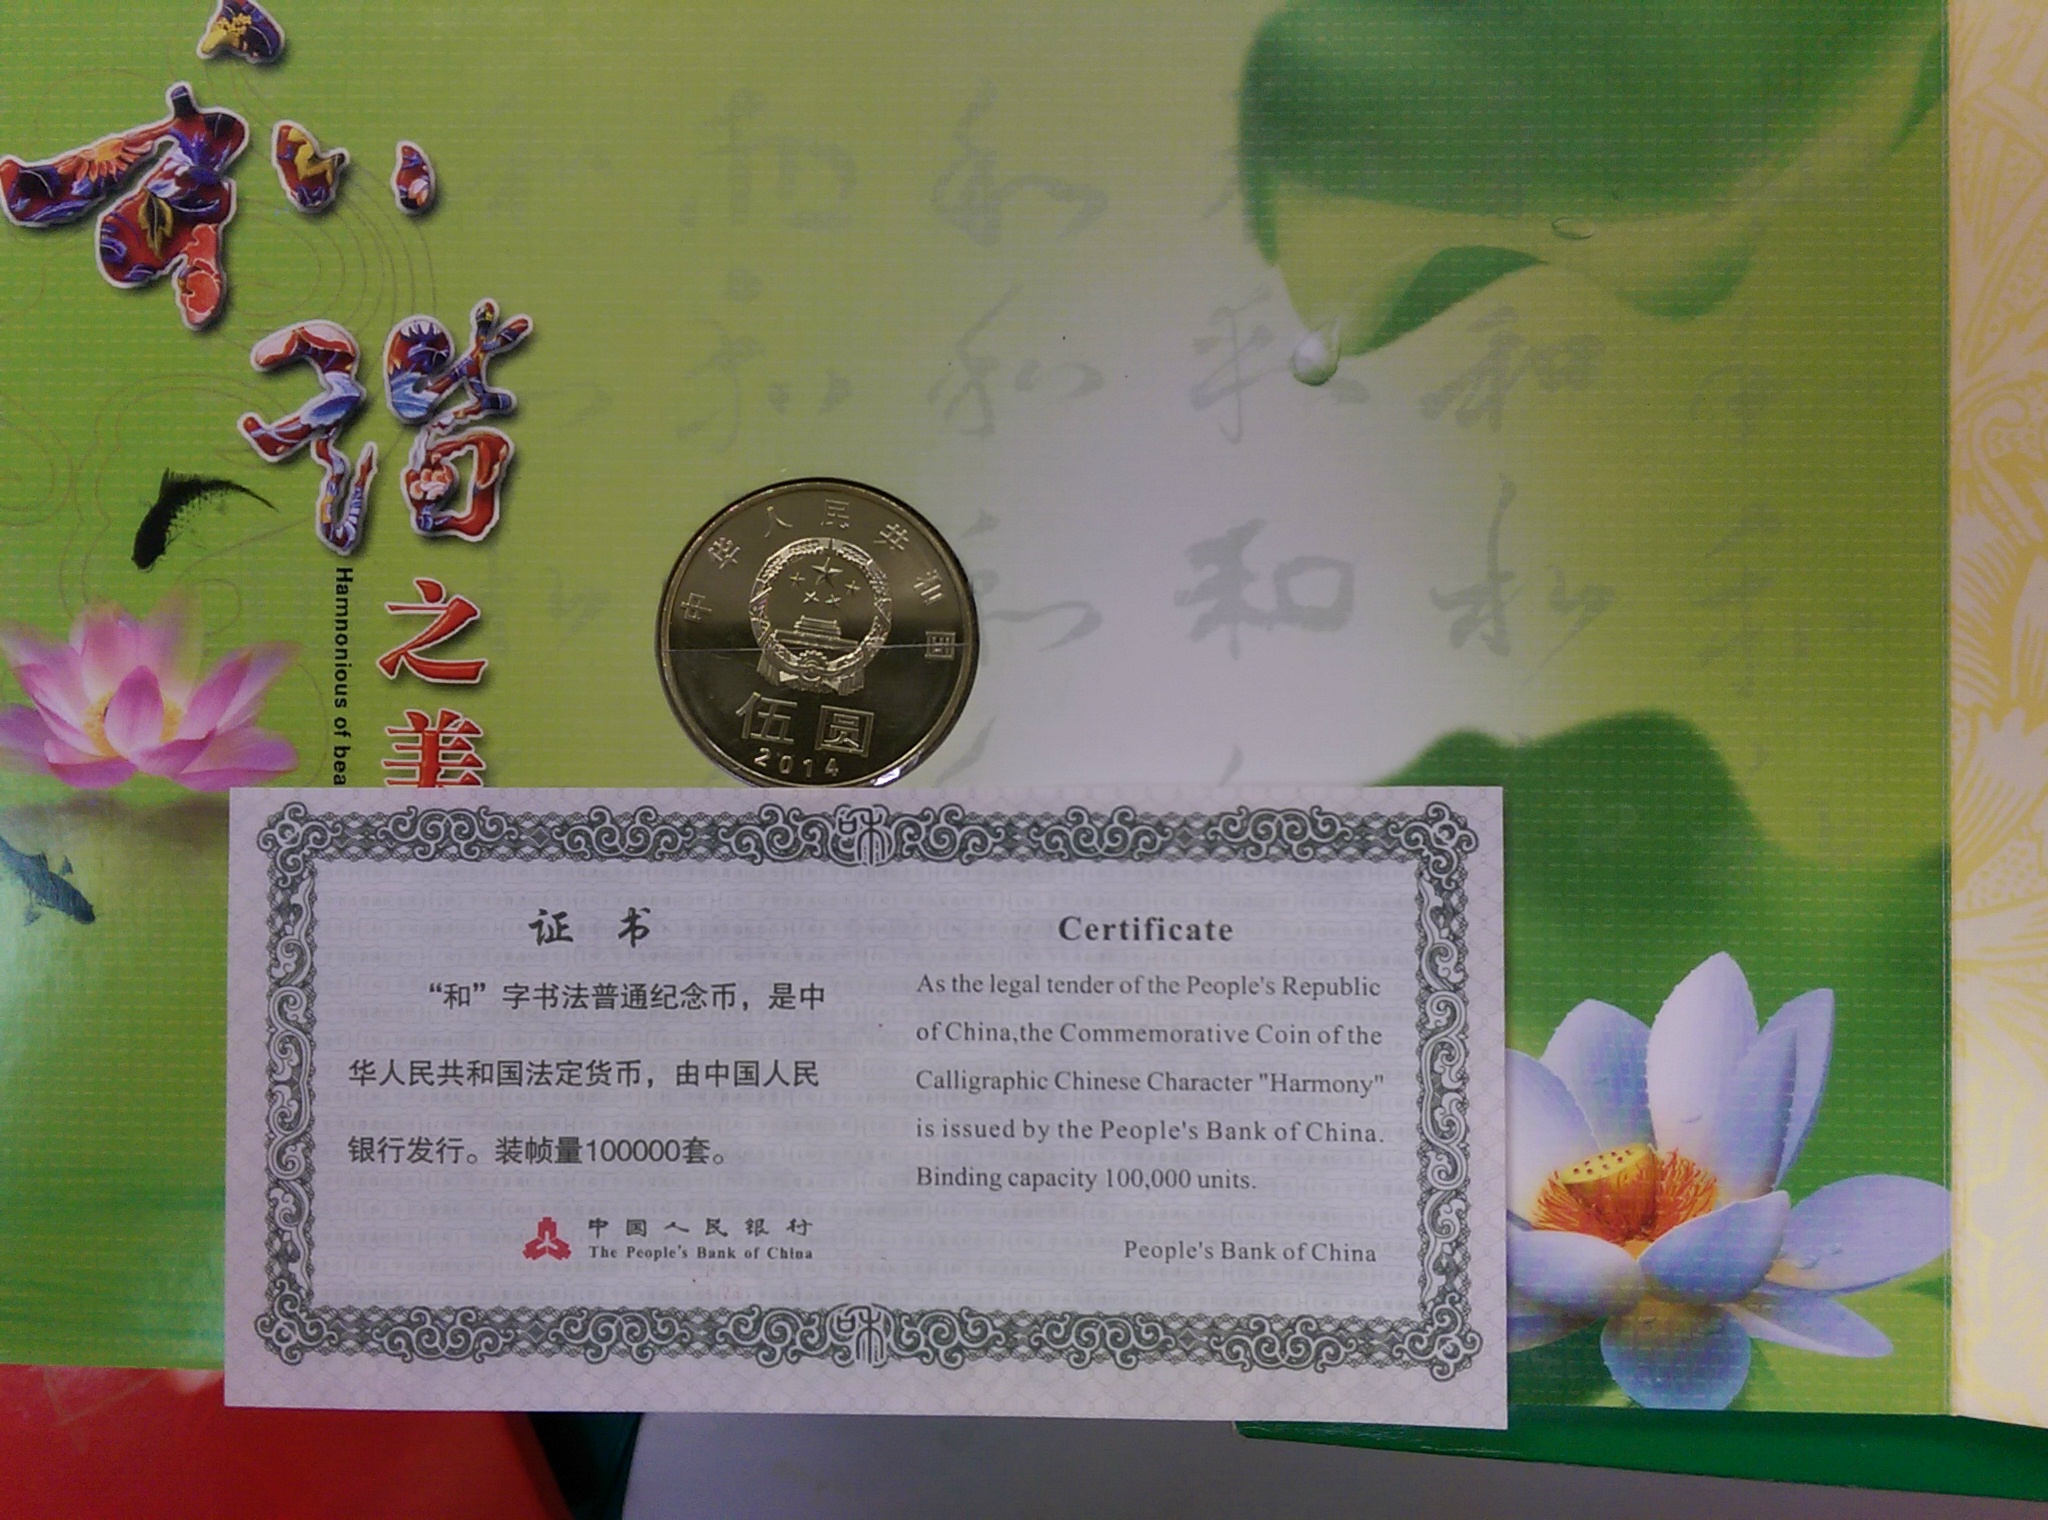 和谐之美
Hamnonious of bea
中华人民共和国
伍圆
2014
证 书
“和”字书法普通纪念币，是中
华人民共和国法定货币，由中国人民
银行发行。装帧量100000套。
中国人民银行
The People's Bank of China
Certificate
As the legal tender of the People's Republic
of China,the Commemorative Coin of the
Calligraphic Chinese Character "Harmony"
is issued by the People's Bank of China.
Binding capacity 100,000 units.
People's Bank of China